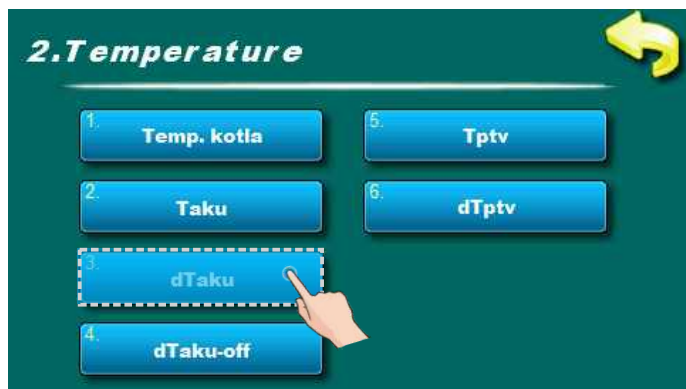 2.Temperature
1. Temp. kotla
2. Taku
3. dTaku
4. dTaku-off
5. Tptv
6. dTptv